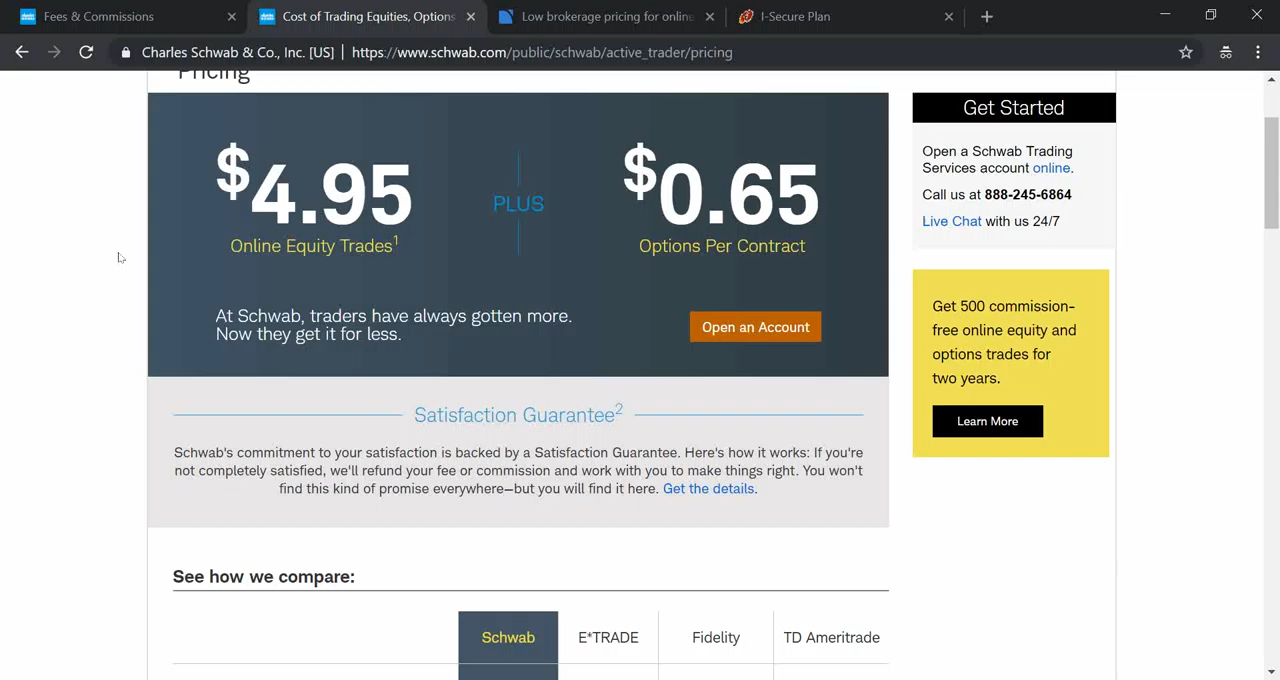 Fees & Commissions
Cost of Trading Equities, Options
Low brokerage pricing for online
I-Secure Plan
Charles Schwab & Co., Inc. [US] | https://www.schwab.com/public/schwab/active_trader/pricing
Pricing
$4.95
Online Equity Trades1
PLUS
$0.65
Options Per Contract
At Schwab, traders have always gotten more.
Now they get it for less.
Open an Account
Satisfaction Guarantee2
Schwab's commitment to your satisfaction is backed by a Satisfaction Guarantee. Here's how it works: If you're
not completely satisfied, we'll refund your fee or commission and work with you to make things right. You won't
find this kind of promise everywhere—but you will find it here. Get the details.
See how we compare:
Schwab
E*TRADE
Fidelity
TD Ameritrade
Get Started
Open a Schwab Trading
Services account online.
Call us at 888-245-6864
Live Chat with us 24/7
Get 500 commission-
free online equity and
options trades for
two years.
Learn More